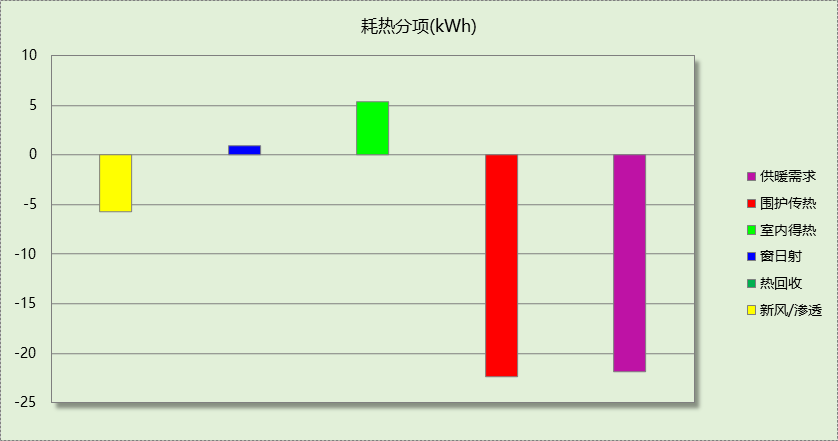 耗热分项(kWh)
10
5
0
-5
-10
-15
-20
-25
供暖需求
围护传热
室内得热
窗日射
热回收
新风/渗透